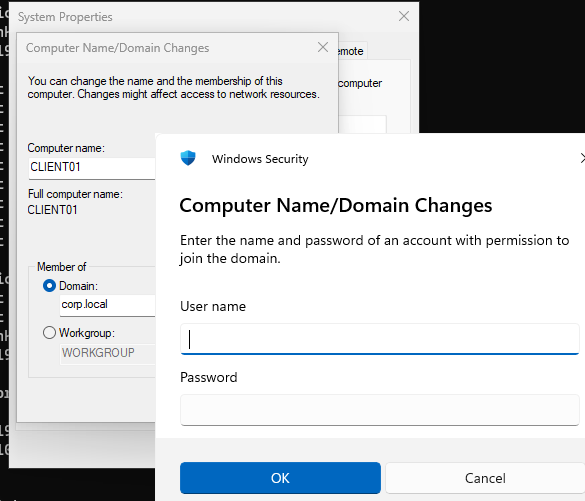 System Properties
Computer Name/Domain Changes
emote
You can change the name and the membership of this
computer. Changes might affect access to network resources.
computer
Computer name:
CLIENT01
Full computer name:
CLIENT01
Member of
Domain:
corp.local
Workgroup:
WORKGROUP
Windows Security
Computer Name/Domain Changes
Enter the name and password of an account with permission to
join the domain.
User name
Password
OK
Cancel